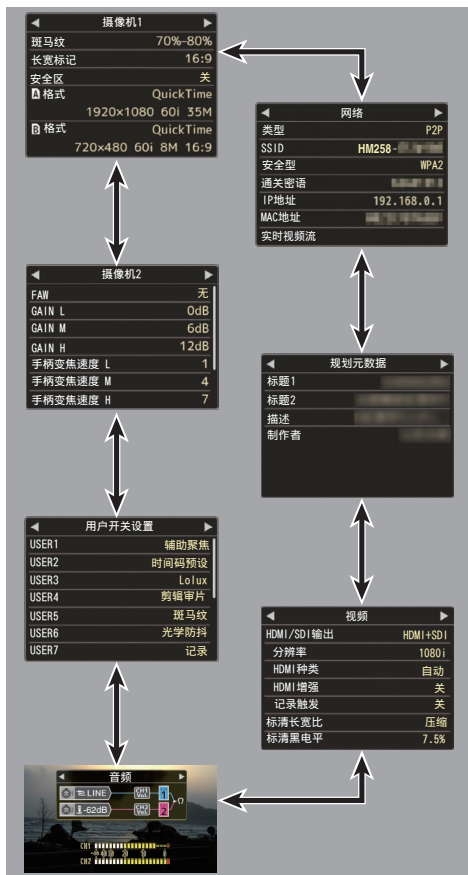 摄像机1
斑马纹 70%-80%
长宽标记 16:9
安全区 关
A 格式 QuickTime
1920×1080 60i 35M
B 格式 QuickTime
720×480 60i 8M 16:9
摄像机2
FAW 无
GAIN L 0dB
GAIN M 6dB
GAIN H 12dB
手柄变焦速度 L 1
手柄变焦速度 M 4
手柄变焦速度 H 7
用户开关设置
USER1 辅助聚焦
USER2 时间码预设
USER3 Lolux
USER4 剪辑审片
USER5 斑马纹
USER6 光学防抖
USER7 记录
音频
LINE CH1 Vol. 1
-62dB CH2 Vol. 2
CH1
-40 30 20 10 0
CH2
网络
类型 P2P
SSID HM258-
安全型 WPA2
通关密语
IP地址 192.168.0.1
MAC地址
实时视频流
规划元数据
标题1
标题2
描述
制作者
视频
HDMI/SDI输出 HDMI+SDI
分辨率 1080i
HDMI种类 自动
HDMI增强 关
记录触发 关
标清长宽比 压缩
标清黑电平 7.5%